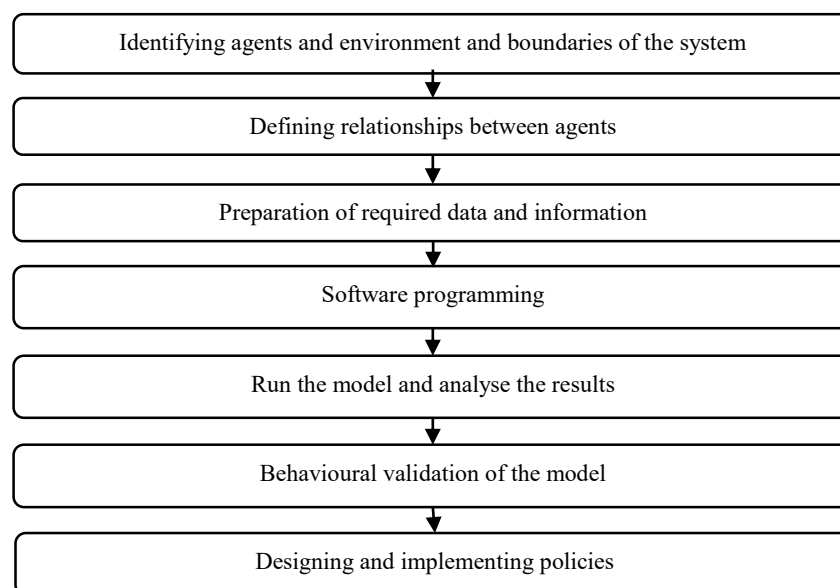 Identifying agents and environment and boundaries of the system
Defining relationships between agents
Preparation of required data and information
Software programming
Run the model and analyse the results
Behavioural validation of the model
Designing and implementing policies